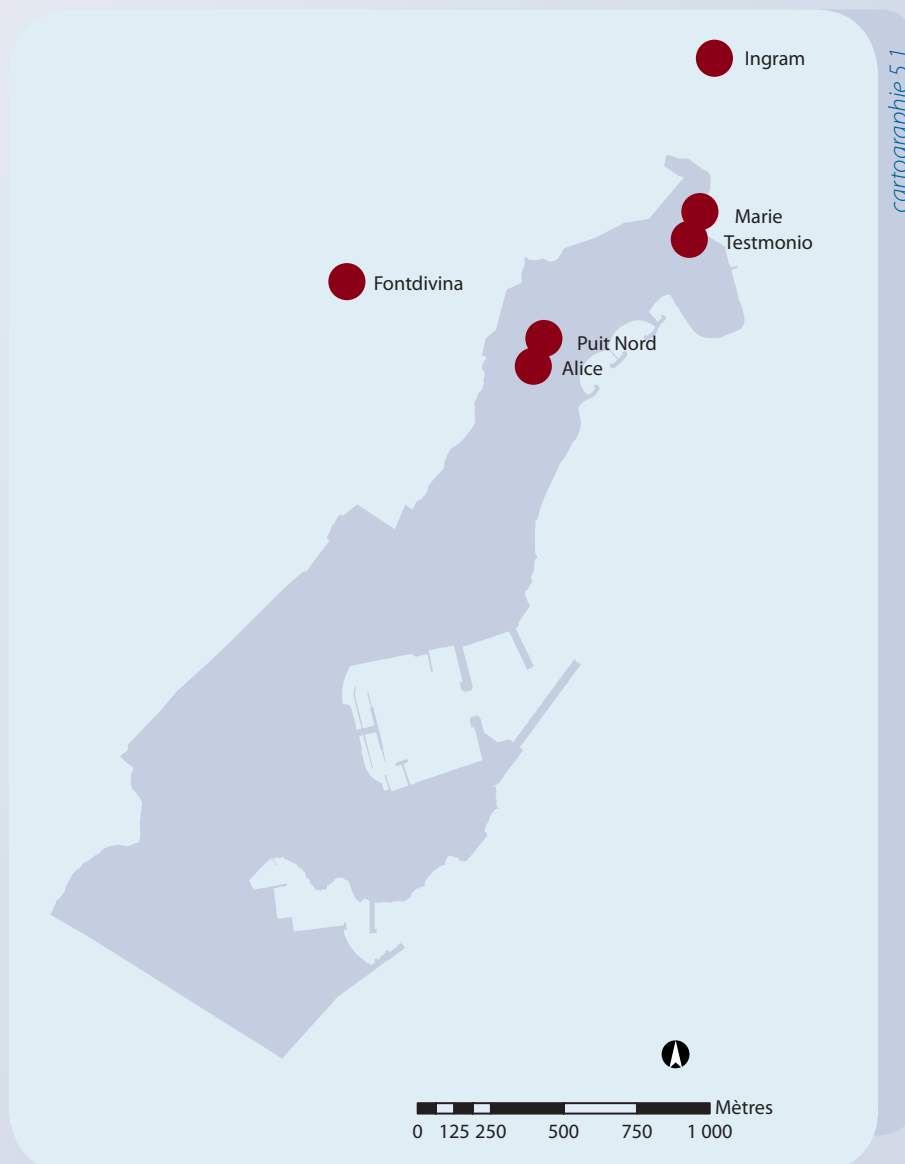 cartographie 5.1
Ingram
Marie
Testmonio
Fontdivina
Puit Nord
Alice
Mètres
0 125 250 500 750 1 000